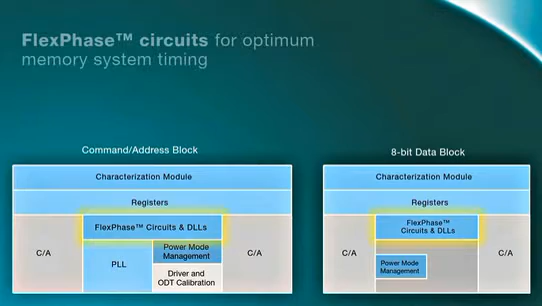 FlexPhase™ circuits for optimum
memory system timing
Command/Address Block
Characterization Module
Registers
FlexPhase™ Circuits & DLLs
C/A
PLL
Power Mode
Management
Driver and
ODT Calibration
C/A
8-bit Data Block
Characterization Module
Registers
FlexPhase™
Circuits & DLLs
C/A
Power Mode
Management
C/A